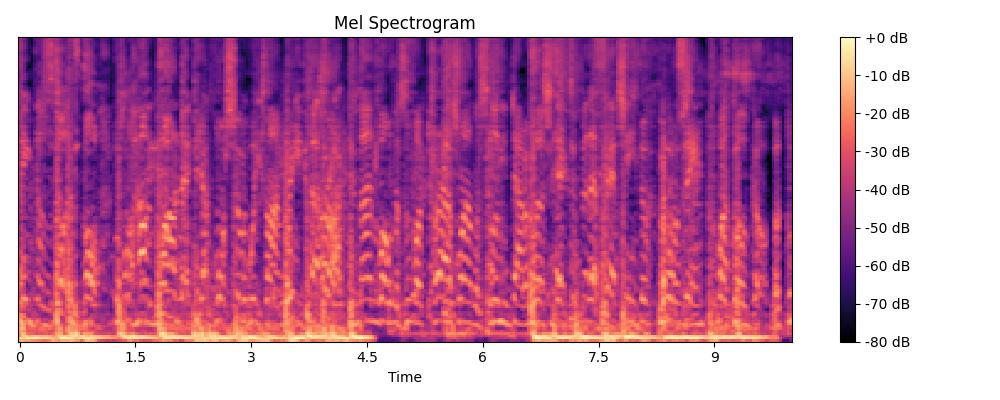 Mel Spectrogram
+0 dB
-10 dB
-20 dB
-30 dB
-40 dB
-50 dB
-60 dB
-70 dB
-80 dB
0 1.5 3 4.5 6 7.5 9
Time